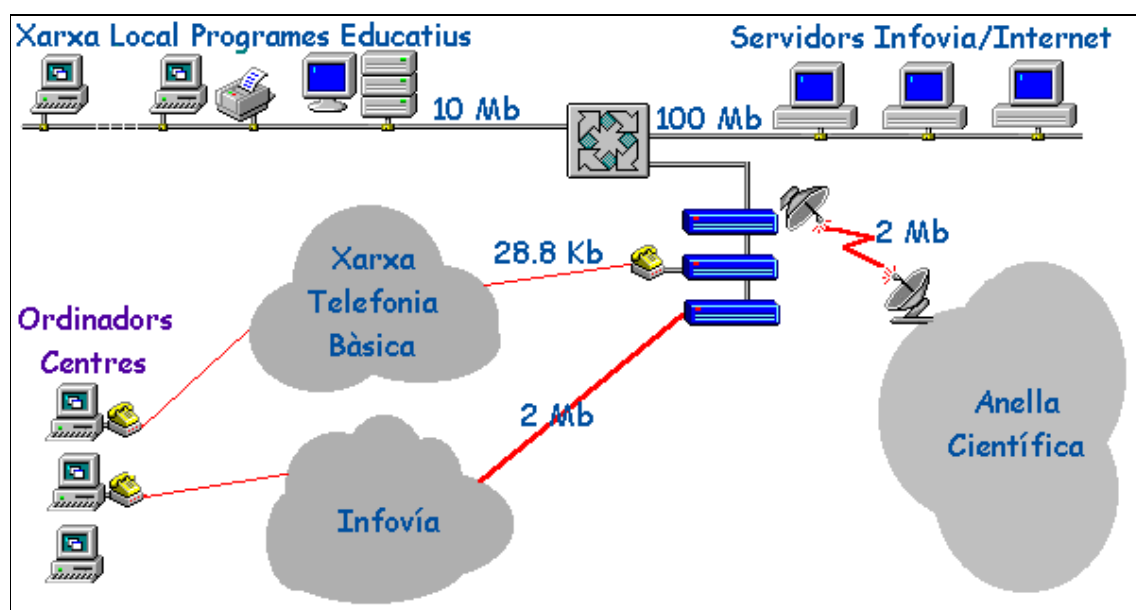 Xarxa Local Programes Educatius
Servidors Infovia/Internet
10 Mb
100 Mb
2 Mb
28.8 Kb
Xarxa
Telefonia
Bàsica
Ordinadors
Centres
2 Mb
Anella
Científica
Infovía